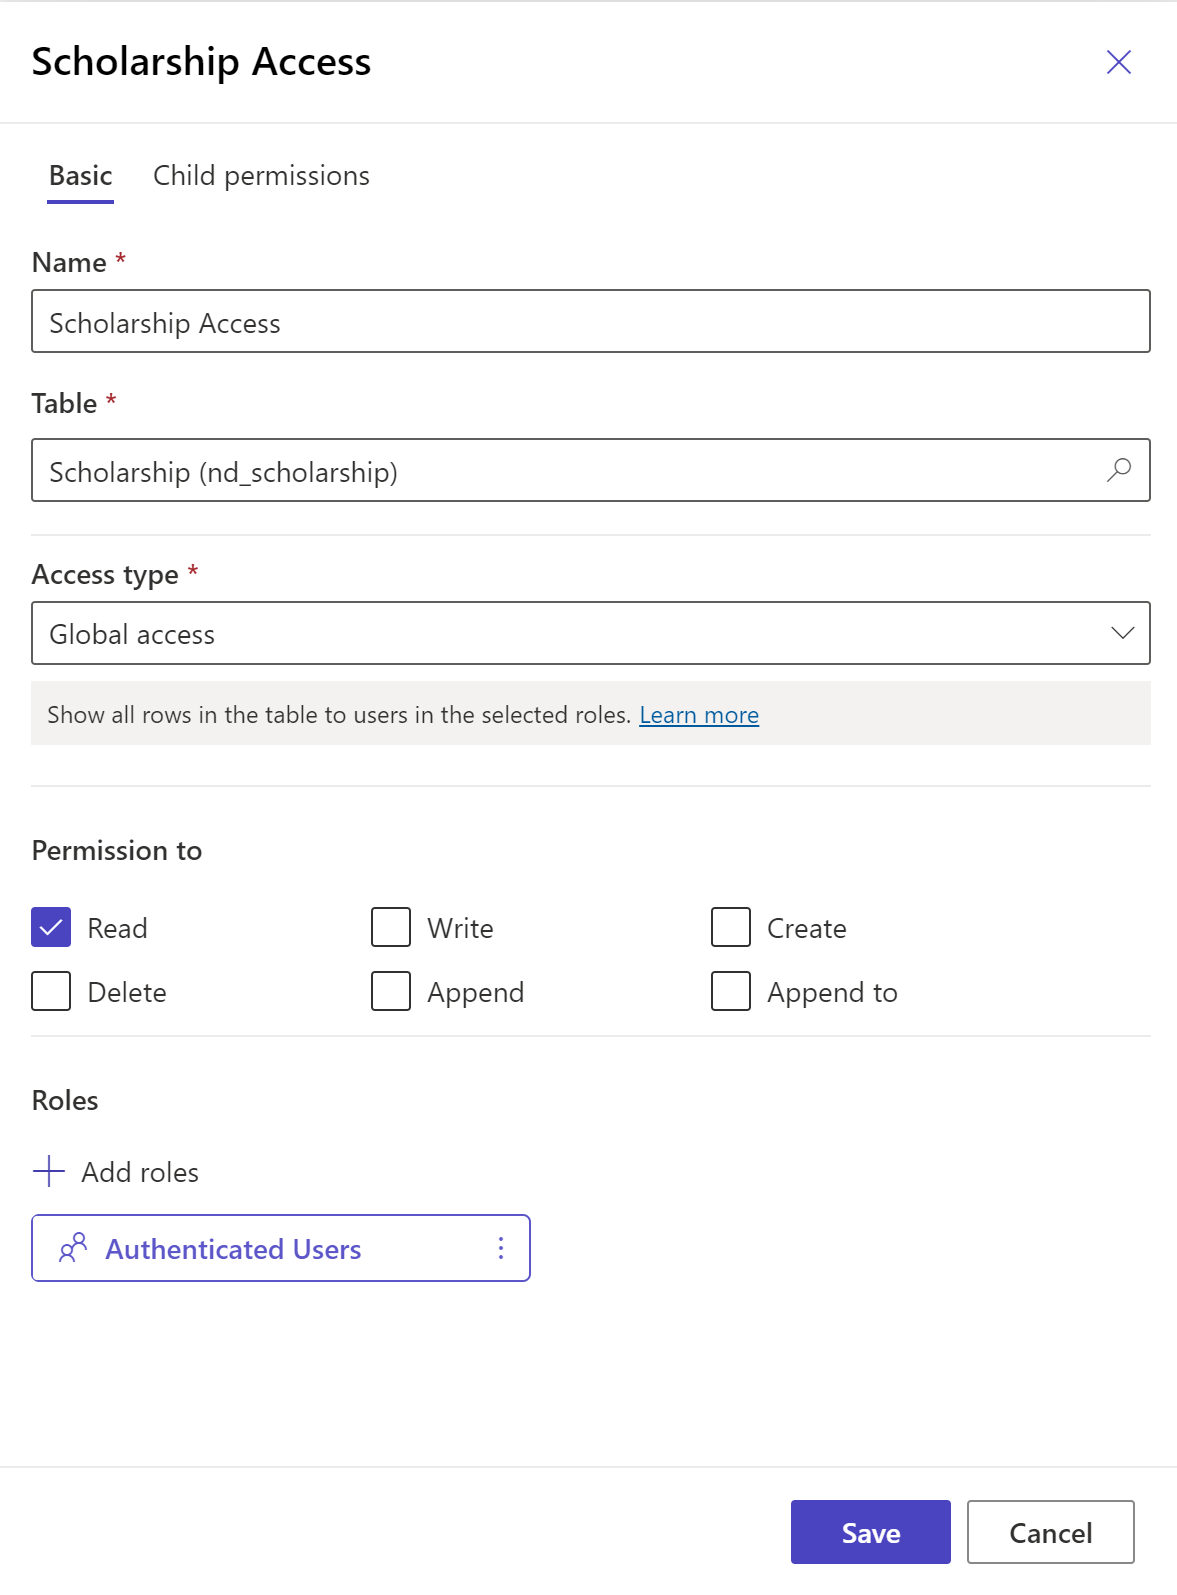 Scholarship Access
Basic Child permissions
Name *
Scholarship Access
Table *
Scholarship (nd_scholarship)
Access type *
Global access
Show all rows in the table to users in the selected roles. Learn more
Permission to
Read Write Create
Delete Append Append to
Roles
Add roles
Authenticated Users
Save Cancel